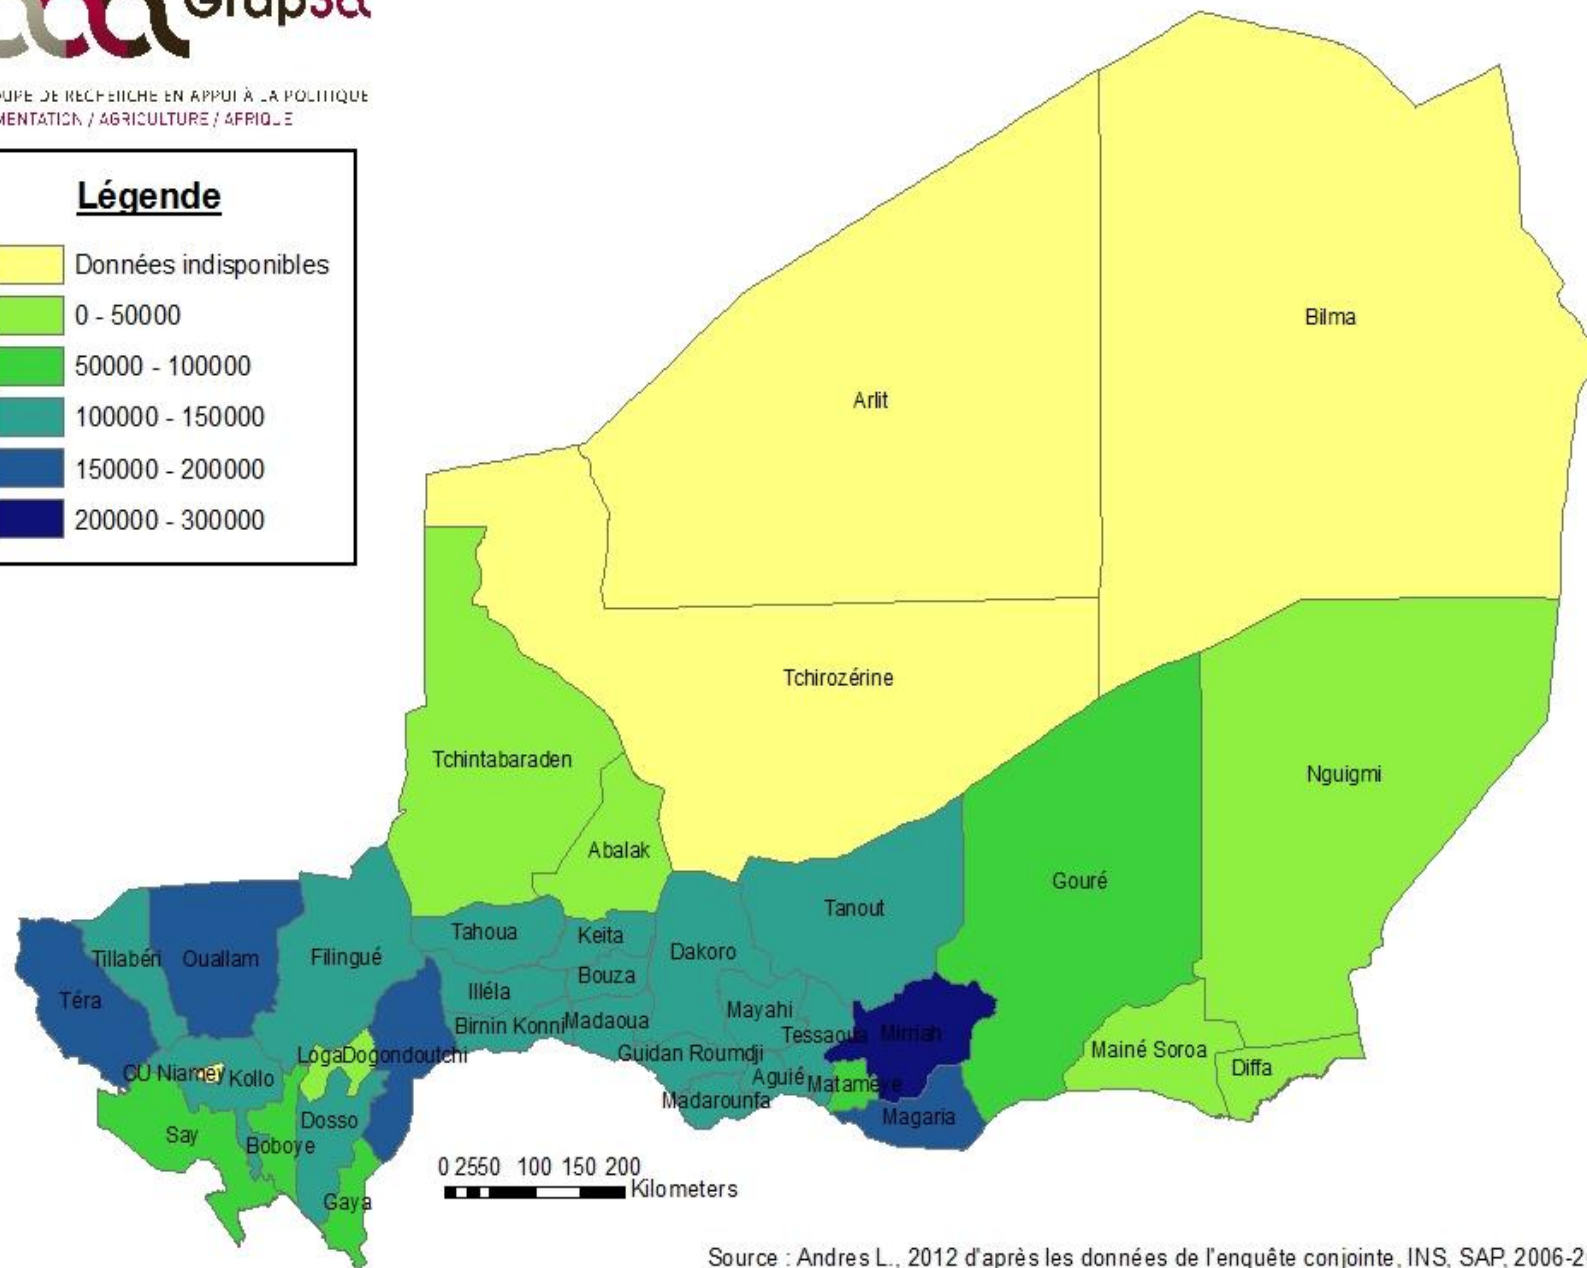 GrapSa
UPE DE RECHERCHE EN APPUI À LA POLITIQUE
MENTATION / AGRICULTURE / AFRIQUE
Légende
Données indisponibles
0 - 50000
50000 - 100000
100000 - 150000
150000 - 200000
200000 - 300000
Bilma
Arlit
Tchirozérine
Tchintabaraden
Nguigmi
Abalak
Gouré
Tanout
Tahoua
Keita
Dakoro
Tillabéri
Ouallam
Filingué
Bouza
Illéla
Téra
Mayahi
Birnin Konni
Madaoua
Tessaoua
Mirriah
Mainé Soroa
Loga
Dogondoutchi
Guidan Roumdji
Diffa
CU Niamey
Kollo
Aguié
Matameye
Madarounfa
Magaria
Dosso
Say
Boboye
Gaya
0 25 50 100 150 200
Kilometers
Source : Andres L., 2012 d'après les données de l'enquête conjointe, INS, SAP, 2006-2